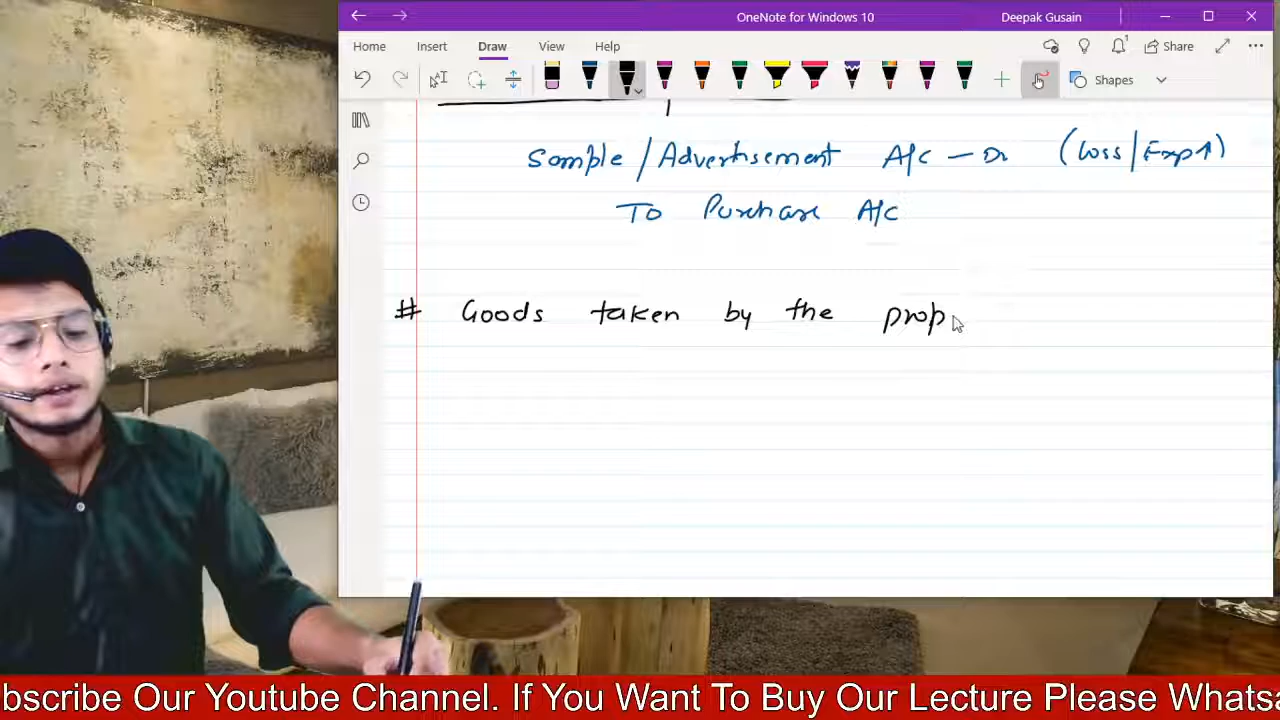 OneNote for Windows 10
Deepak Gusain
Home Insert Draw View Help
Share
Shapes
Sample / Advertisement A/c - Dr (Loss/Exp↑)
To Purchase A/c
# Goods taken by the prop
bscribe Our Youtube Channel. If You Want To Buy Our Lecture Please Whatsa